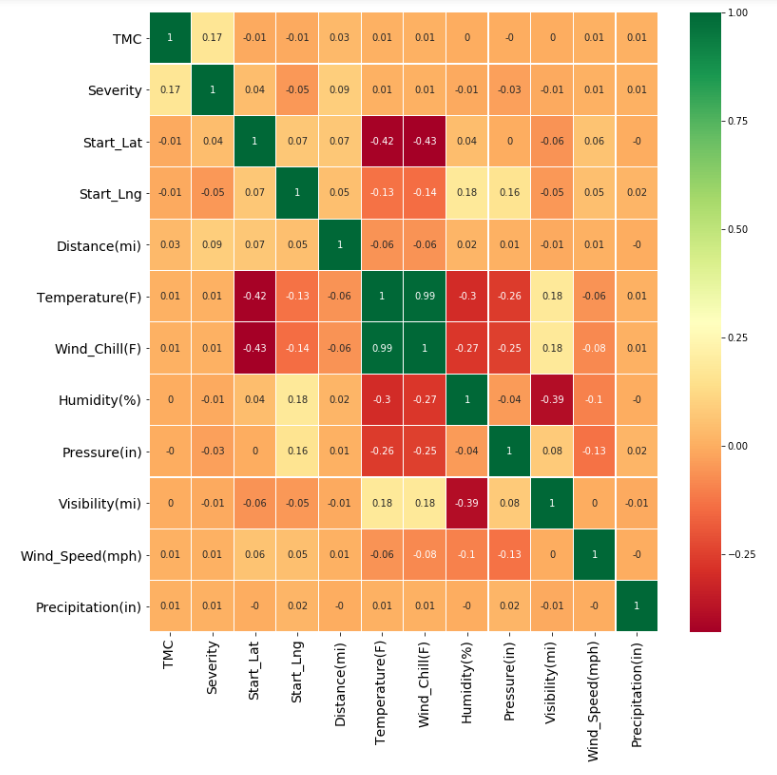 TMC 1 0.17 -0.01 -0.01 0.03 0.01 0.01 0 -0 0 0.01 0.01
Severity 0.17 1 0.04 -0.05 0.09 0.01 0.01 -0.01 -0.03 -0.01 0.01 0.01
Start_Lat -0.01 0.04 1 0.07 0.07 -0.42 -0.43 0.04 0 -0.06 0.06 -0
Start_Lng -0.01 -0.05 0.07 1 0.05 -0.13 -0.14 0.18 0.16 -0.05 0.05 0.02
Distance(mi) 0.03 0.09 0.07 0.05 1 -0.06 -0.06 0.02 0.01 -0.01 0.01 -0
Temperature(F) 0.01 0.01 -0.42 -0.13 -0.06 1 0.99 -0.3 -0.26 0.18 -0.06 0.01
Wind_Chill(F) 0.01 0.01 -0.43 -0.14 -0.06 0.99 1 -0.27 -0.25 0.18 -0.08 0.01
Humidity(%) 0 -0.01 0.04 0.18 0.02 -0.3 -0.27 1 -0.04 -0.39 -0.1 -0
Pressure(in) -0 -0.03 0 0.16 0.01 -0.26 -0.25 -0.04 1 0.08 -0.13 0.02
Visibility(mi) 0 -0.01 -0.06 -0.05 -0.01 0.18 0.18 -0.39 0.08 1 0 -0.01
Wind_Speed(mph) 0.01 0.01 0.06 0.05 0.01 -0.06 -0.08 -0.1 -0.13 0 1 -0
Precipitation(in) 0.01 0.01 -0 0.02 -0 0.01 0.01 -0 0.02 -0.01 -0 1
TMC
Severity
Start_Lat
Start_Lng
Distance(mi)
Temperature(F)
Wind_Chill(F)
Humidity(%)
Pressure(in)
Visibility(mi)
Wind_Speed(mph)
Precipitation(in)
1.00
0.75
0.50
0.25
0.00
−0.25